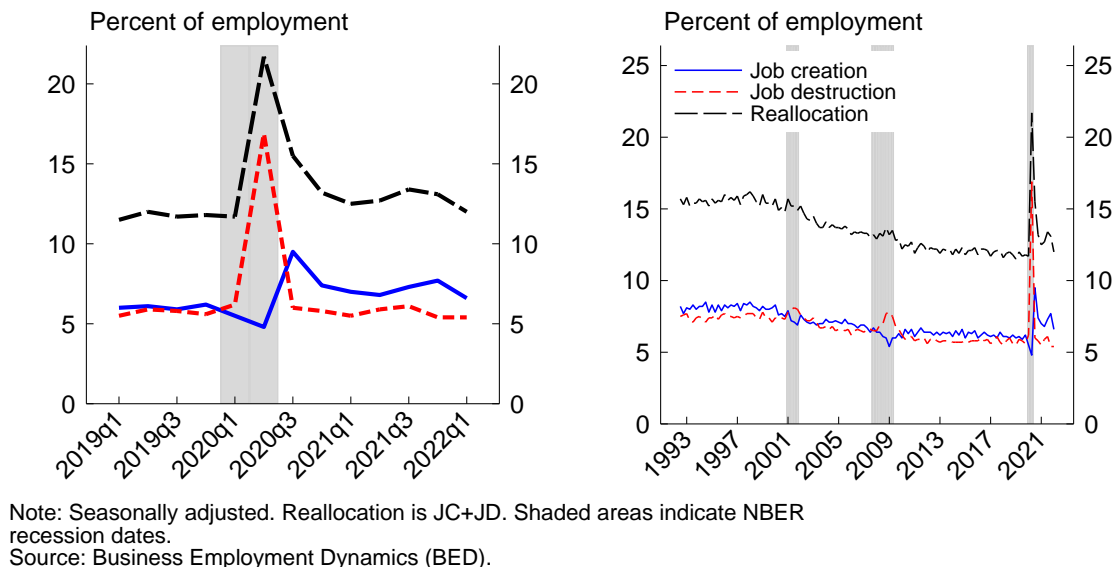 Percent of employment
20
15
10
5
0
20
15
10
5
0
2019q1
2019q3
2020q1
2020q3
2021q1
2021q3
2022q1
Percent of employment
Job creation
Job destruction
Reallocation
25
20
15
10
5
0
25
20
15
10
5
0
1993
1997
2001
2005
2009
2013
2017
2021
Note: Seasonally adjusted. Reallocation is JC+JD. Shaded areas indicate NBER
recession dates.
Source: Business Employment Dynamics (BED).